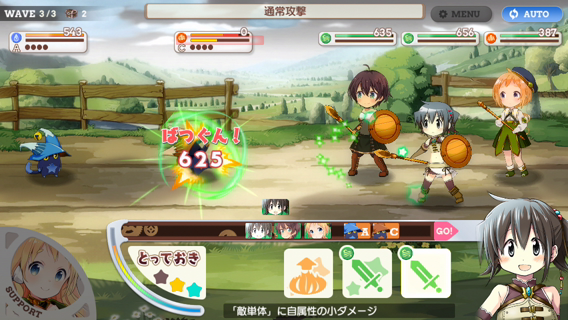 WAVE 3/3 2
通常攻撃
MENU
AUTO
543
A
0
C
635
656
387
ばつぐん！
625
A
C
GO!
とっておき
SUPPORT
「敵単体」に自属性の小ダメージ